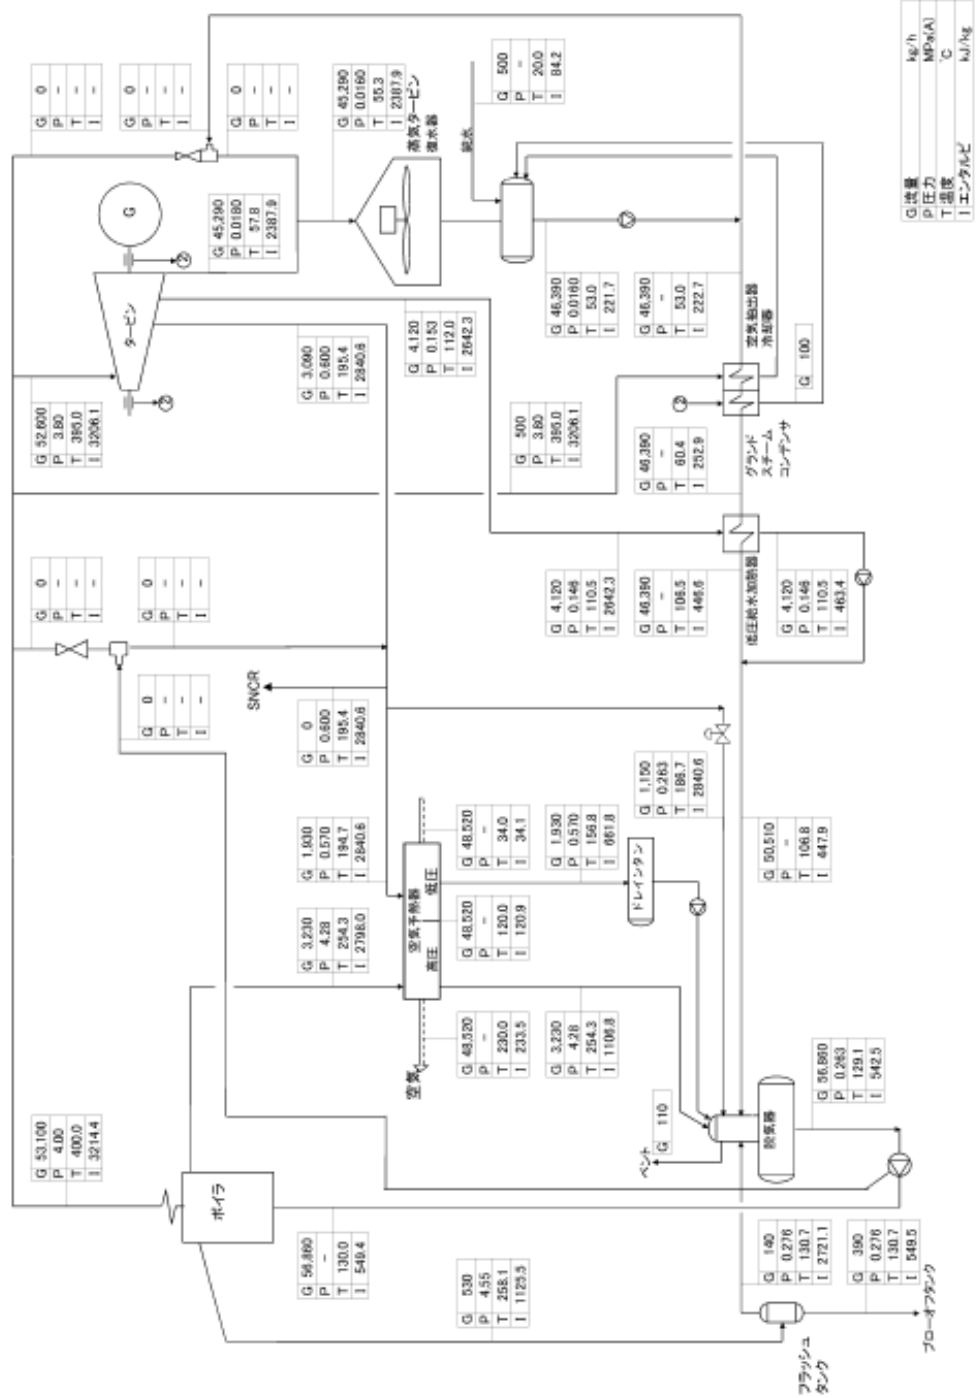 G 53,100
P 4.00
T 400.0
I 3214.4
ボイラ
G 56,860
P -
T 130.0
I 549.4
G 530
P 4.55
T 258.1
I 1125.5
フラッシュ
タンク
G 140
P 0.276
T 130.7
I 2721.1
G 390
P 0.276
T 130.7
I 549.5
ブローオフタンク
G 0
P -
T -
I -
G 0
P -
T -
I -
G 0
P -
T -
I -
SNCR
G 0
P 0.600
T 195.4
I 2840.6
G 1,930
P 0.570
T 194.7
I 2840.6
G 3,230
P 4.28
T 254.3
I 2798.0
空気予熱器
高圧
低圧
空気
G 48,520
P -
T 34.0
I 34.1
G 48,520
P -
T 120.0
I 120.9
G 48,520
P -
T 230.0
I 233.5
G 1,930
P 0.570
T 156.8
I 661.8
G 3,230
P 4.28
T 254.3
I 1106.8
ドレインタン
G 1,150
P 0.263
T 186.7
I 2840.6
G 50,510
P -
T 106.8
I 447.9
ベント
G 110
脱気器
G 56,860
P 0.263
T 129.1
I 542.5
G 52,600
P 3.80
T 395.0
I 3206.1
タービン
G
②
②
G 3,090
P 0.600
T 195.4
I 2840.6
G 4,120
P 0.153
T 112.0
I 2642.3
G 500
P 3.80
T 395.0
I 3206.1
G 45,290
P 0.0180
T 57.8
I 2387.9
G 0
P -
T -
I -
G 0
P -
T -
I -
G 0
P -
T -
I -
G 45,290
P 0.0160
T 55.3
I 2387.9
蒸気タービン
復水器
純水
G 500
P -
T 20.0
I 84.2
G 46,390
P 0.0160
T 53.0
I 221.7
G 46,390
P -
T 53.0
I 222.7
空気抽出器
冷却器
②
G 100
グランド
スチーム
コンデンサ
G 46,390
P -
T 60.4
I 252.9
G 4,120
P 0.146
T 110.5
I 2642.3
G 46,390
P -
T 106.5
I 446.6
低圧給水加熱器
G 4,120
P 0.146
T 110.5
I 463.4
G 流量 kg/h
P 圧力 MPa(A)
T 温度 ℃
I エンタルピ kJ/kg